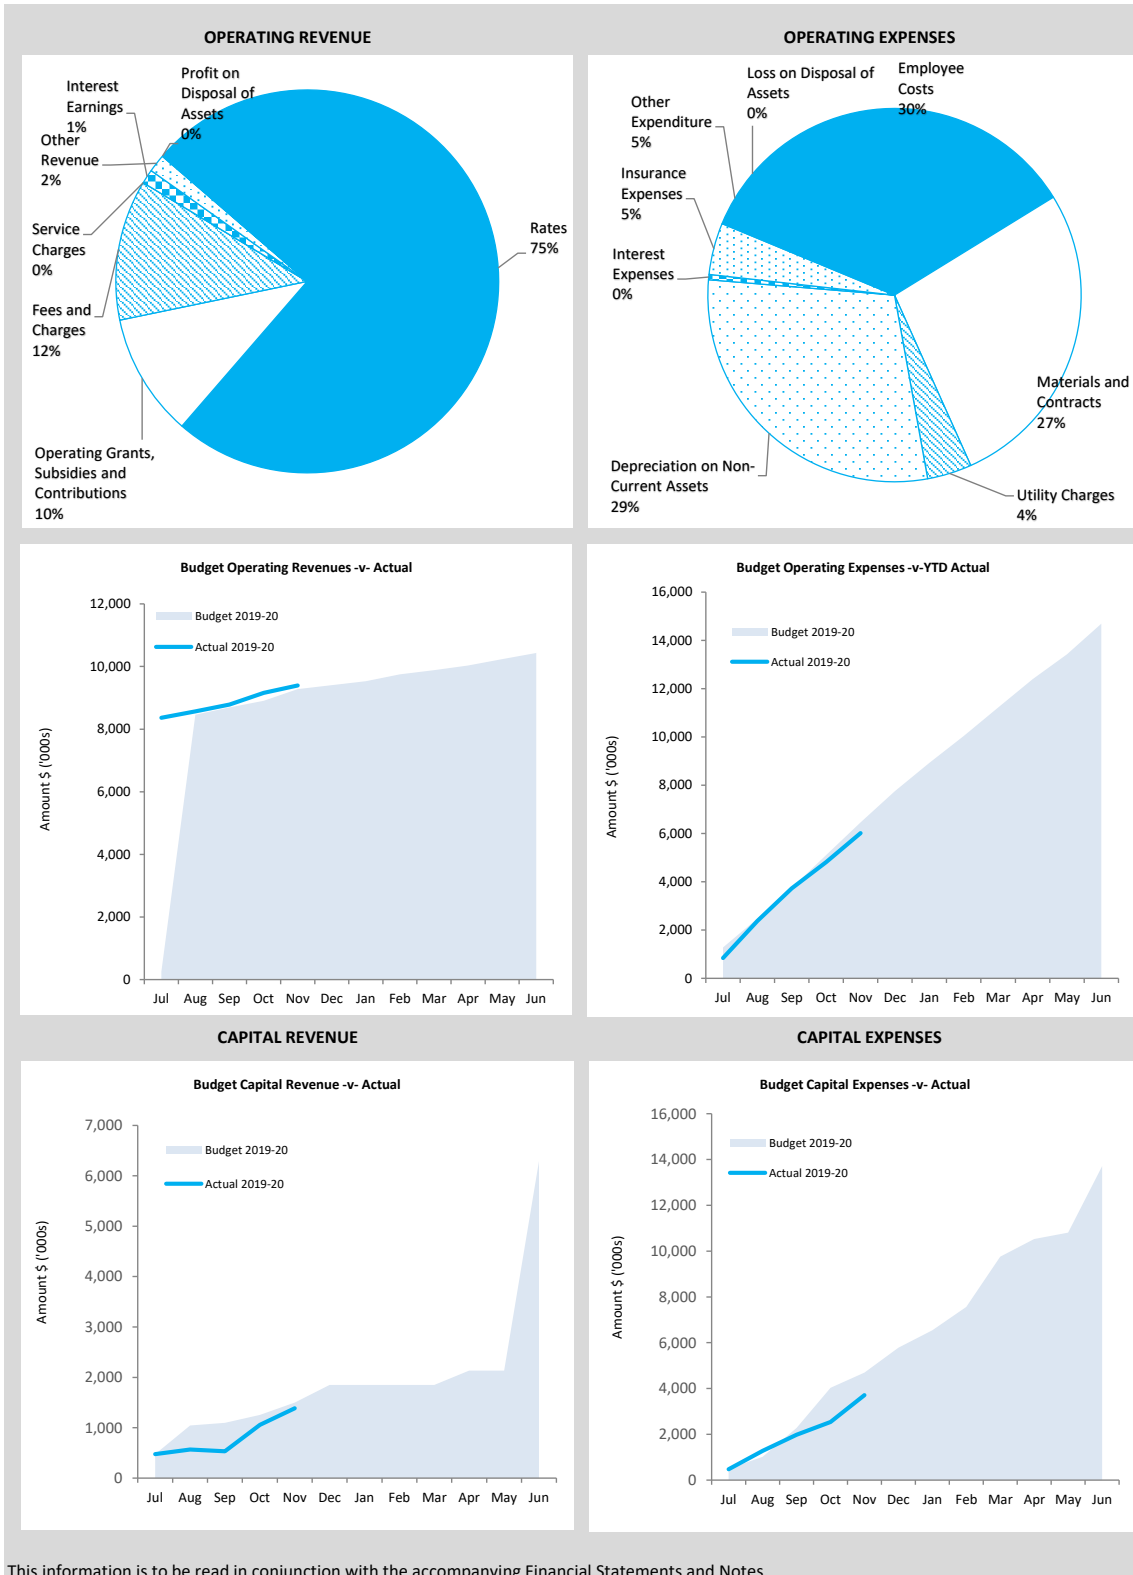 OPERATING REVENUE
Profit on
Disposal of
Assets
0%
Interest
Earnings
1%
Other
Revenue
2%
Service
Charges
0%
Fees and
Charges
12%
Operating Grants,
Subsidies and
Contributions
10%
Rates
75%
OPERATING EXPENSES
Loss on Disposal of
Assets
0%
Employee
Costs
30%
Other
Expenditure
5%
Insurance
Expenses
5%
Interest
Expenses
0%
Depreciation on Non-
Current Assets
29%
Materials and
Contracts
27%
Utility Charges
4%
Budget Operating Revenues -v- Actual
Budget 2019-20
Actual 2019-20
Amount $ ('000s)
12,000
10,000
8,000
6,000
4,000
2,000
0
Jul Aug Sep Oct Nov Dec Jan Feb Mar Apr May Jun
Budget Operating Expenses -v-YTD Actual
Budget 2019-20
Actual 2019-20
Amount $ ('000s)
16,000
14,000
12,000
10,000
8,000
6,000
4,000
2,000
0
Jul Aug Sep Oct Nov Dec Jan Feb Mar Apr May Jun
CAPITAL REVENUE
Budget Capital Revenue -v- Actual
Budget 2019-20
Actual 2019-20
Amount $ ('000s)
7,000
6,000
5,000
4,000
3,000
2,000
1,000
0
Jul Aug Sep Oct Nov Dec Jan Feb Mar Apr May Jun
CAPITAL EXPENSES
Budget Capital Expenses -v- Actual
Budget 2019-20
Actual 2019-20
Amount $ ('000s)
16,000
14,000
12,000
10,000
8,000
6,000
4,000
2,000
0
Jul Aug Sep Oct Nov Dec Jan Feb Mar Apr May Jun
This information is to be read in conjunction with the accompanying Financial Statements and Notes.